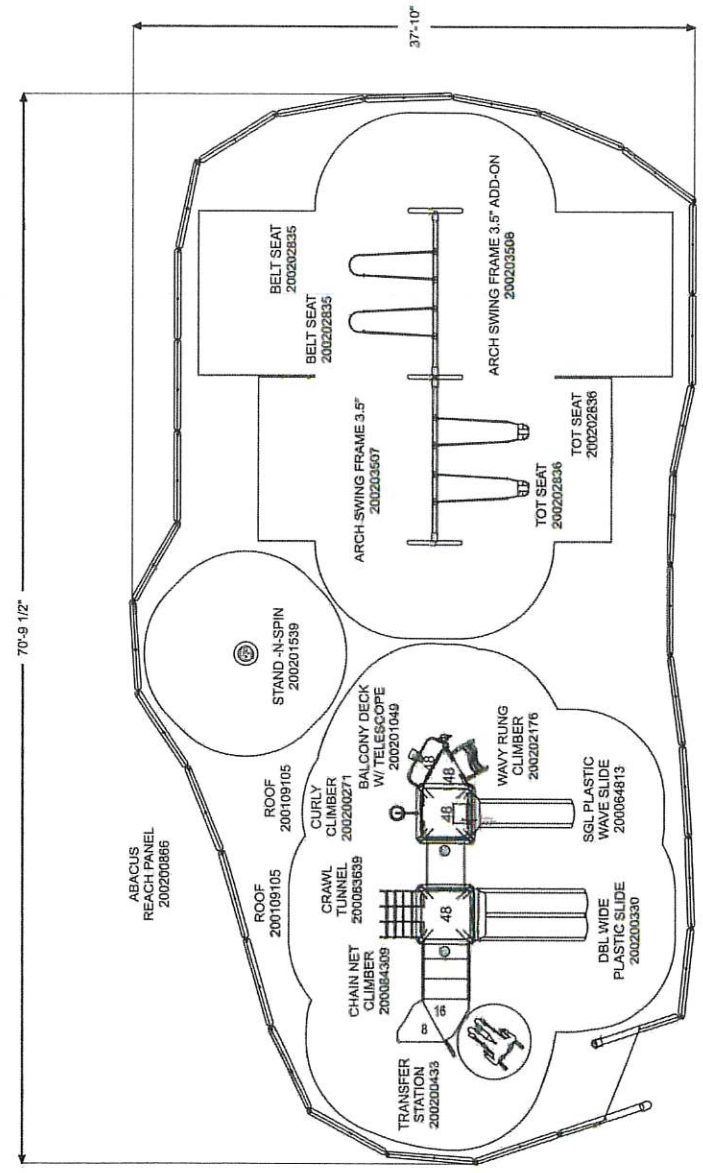 70'-9 1/2"
37'-10"
ABACUS
REACH PANEL
200200866
ROOF
200109105
ROOF
200109105
STAND -N-SPIN
200201539
BELT SEAT
200202835
BELT SEAT
200202835
ARCH SWING FRAME 3.5"
200203507
ARCH SWING FRAME 3.5" ADD-ON
200203508
TOT SEAT
200202836
TOT SEAT
200202836
TRANSFER
STATION
200200433
CHAIN NET
CLIMBER
200084309
CRAWL
TUNNEL
200063639
CURLY
CLIMBER
200200271
BALCONY DECK
W/ TELESCOPE
200201049
8
16
48
48
48
48
WAVY RUNG
CLIMBER
200202176
DBL WIDE
PLASTIC SLIDE
200200330
SGL PLASTIC
WAVE SLIDE
200064813